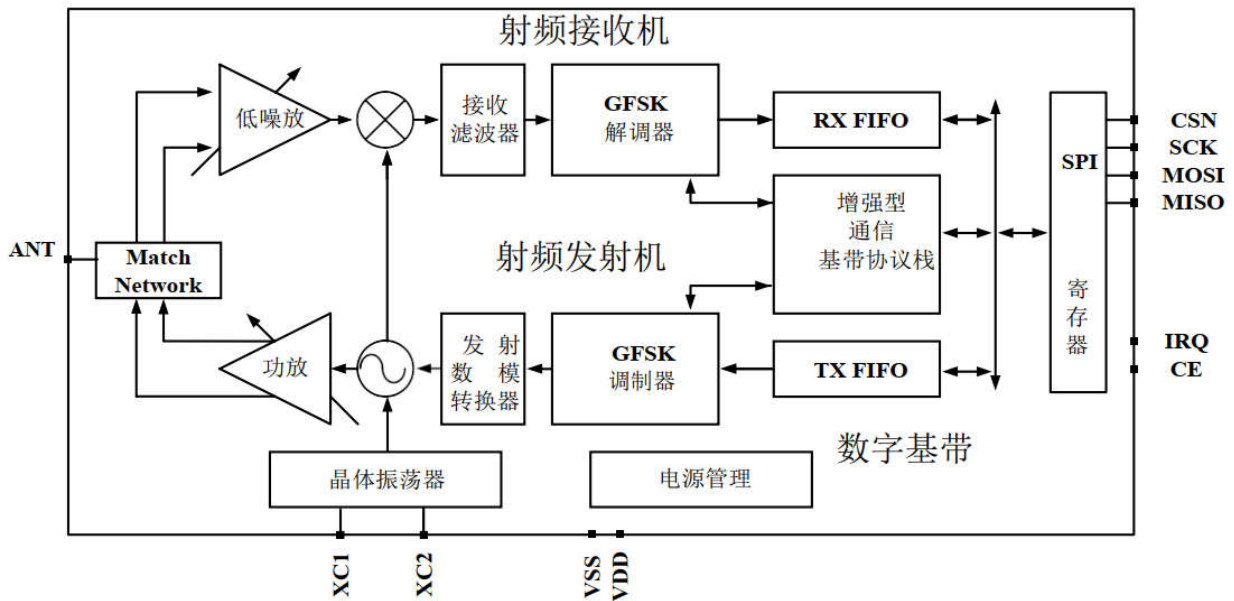 射频接收机
低噪放
接收
滤波器
GFSK
解调器
RX FIFO
SPI
寄存器
CSN
SCK
MOSI
MISO
增强型
通信
基带协议栈
ANT
Match
Network
射频发射机
功放
发 射
数 模
转换器
GFSK
调制器
TX FIFO
IRQ
CE
数字基带
晶体振荡器
电源管理
XC1
XC2
VSS
VDD